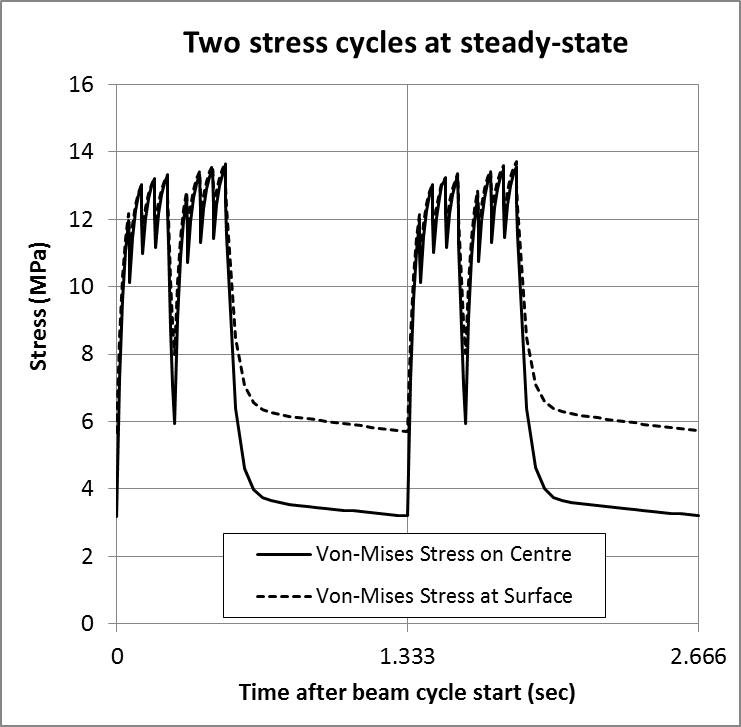 Two stress cycles at steady-state
16
14
12
10
8
6
4
2
0
Stress (MPa)
Von-Mises Stress on Centre
Von-Mises Stress at Surface
0 1.333 2.666
Time after beam cycle start (sec)